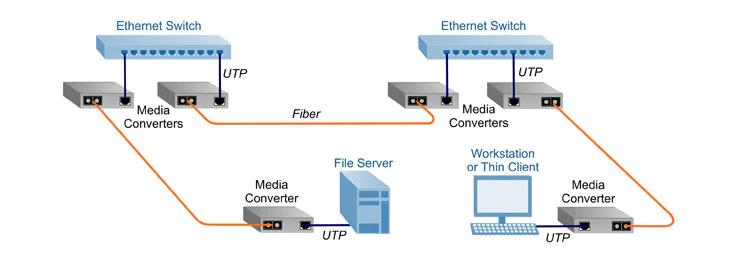 Ethernet Switch
Ethernet Switch
UTP
UTP
Media
Converters
Fiber
Media
Converters
File Server
Workstation
or Thin Client
Media
Converter
Media
Converter
UTP
UTP